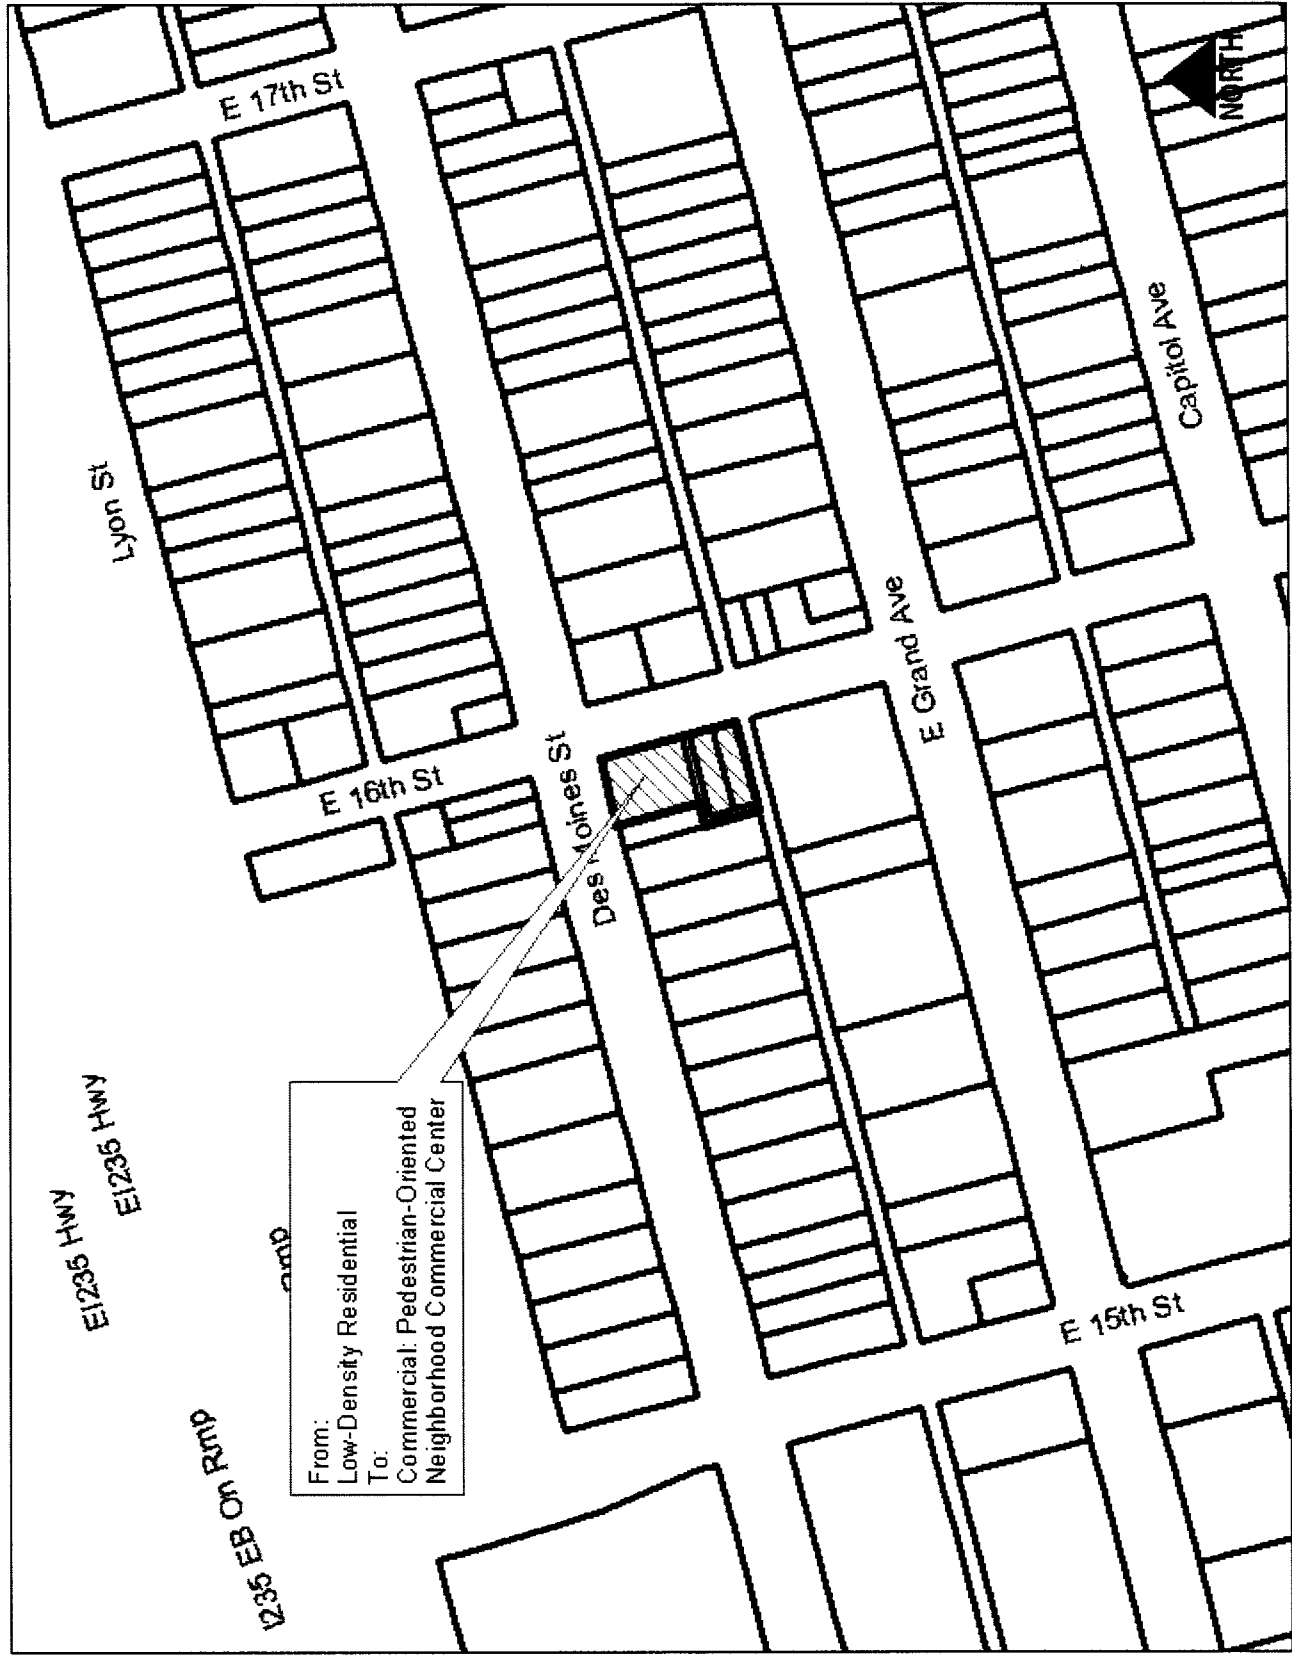 E 17th St
NORTH
Lyon St
Capitol Ave
E 16th St
Des Moines St
E Grand Ave
EI235 Hwy
EI235 Hwy
I235 EB On Rmp
From:
Low-Density Residential
To:
Commercial: Pedestrian-Oriented
Neighborhood Commercial Center
E 15th St